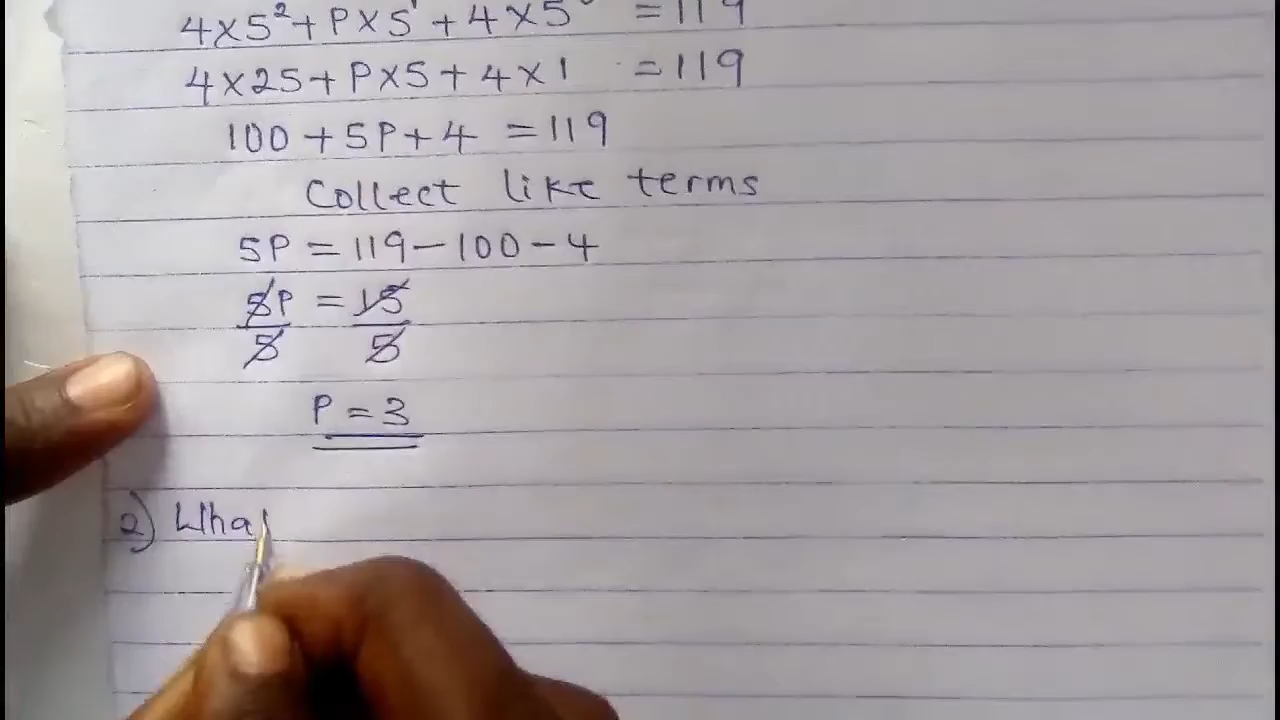 4×5²+P×5¹+4×5⁰ =119
4×25+P×5+4×1 =119
100+5P+4 =119
Collect like terms
5P =119-100-4
5P = 15
5 5
P = 3
2) Wha